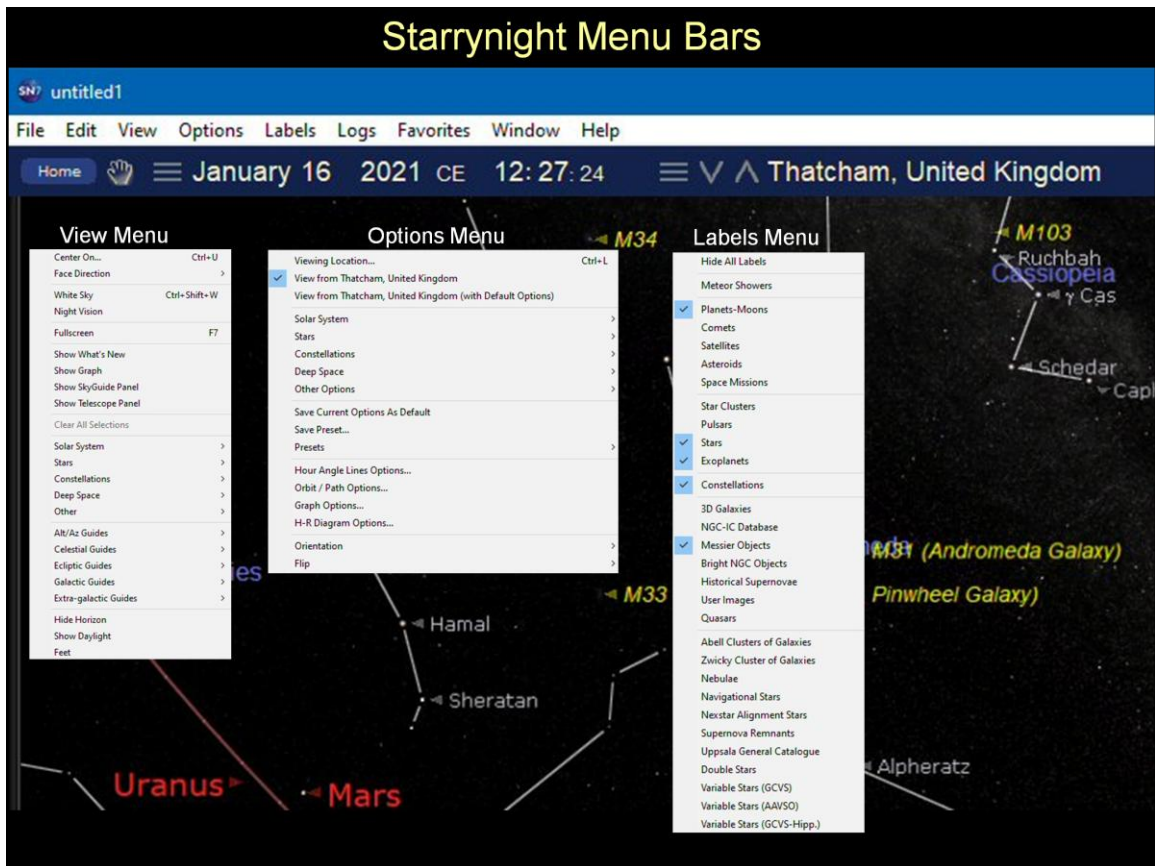 Starrynight Menu Bars
SN7 untitled1
File Edit View Options Labels Logs Favorites Window Help
Home January 16 2021 CE 12:27:24 Thatcham, United Kingdom
View Menu
Center On... Ctrl+U
Face Direction >
White Sky Ctrl+Shift+W
Night Vision
Fullscreen F7
Show What's New
Show Graph
Show SkyGuide Panel
Show Telescope Panel
Clear All Selections
Solar System >
Stars >
Constellations >
Deep Space >
Other >
Alt/Az Guides >
Celestial Guides >
Ecliptic Guides >
Galactic Guides >
Extra-galactic Guides >
Hide Horizon
Show Daylight
Feet
Options Menu
Viewing Location... Ctrl+L
View from Thatcham, United Kingdom
View from Thatcham, United Kingdom (with Default Options)
Solar System >
Stars >
Constellations >
Deep Space >
Other Options >
Save Current Options As Default
Save Preset...
Presets >
Hour Angle Lines Options...
Orbit / Path Options...
Graph Options...
H-R Diagram Options...
Orientation >
Flip >
Labels Menu
Hide All Labels
Meteor Showers
Planets-Moons
Comets
Satellites
Asteroids
Space Missions
Star Clusters
Pulsars
Stars
Exoplanets
Constellations
3D Galaxies
NGC-IC Database
Messier Objects
Bright NGC Objects
Historical Supernovae
User Images
Quasars
Abell Clusters of Galaxies
Zwicky Cluster of Galaxies
Nebulae
Navigational Stars
Nexstar Alignment Stars
Supernova Remnants
Uppsala General Catalogue
Double Stars
Variable Stars (GCVS)
Variable Stars (AAVSO)
Variable Stars (GCVS-Hipp.)
M34
M103
Ruchbah
Cassiopeia
γ Cas
Schedar
M31 (Andromeda Galaxy)
M33
Pinwheel Galaxy)
Hamal
Sheratan
Alpheratz
Uranus
Mars